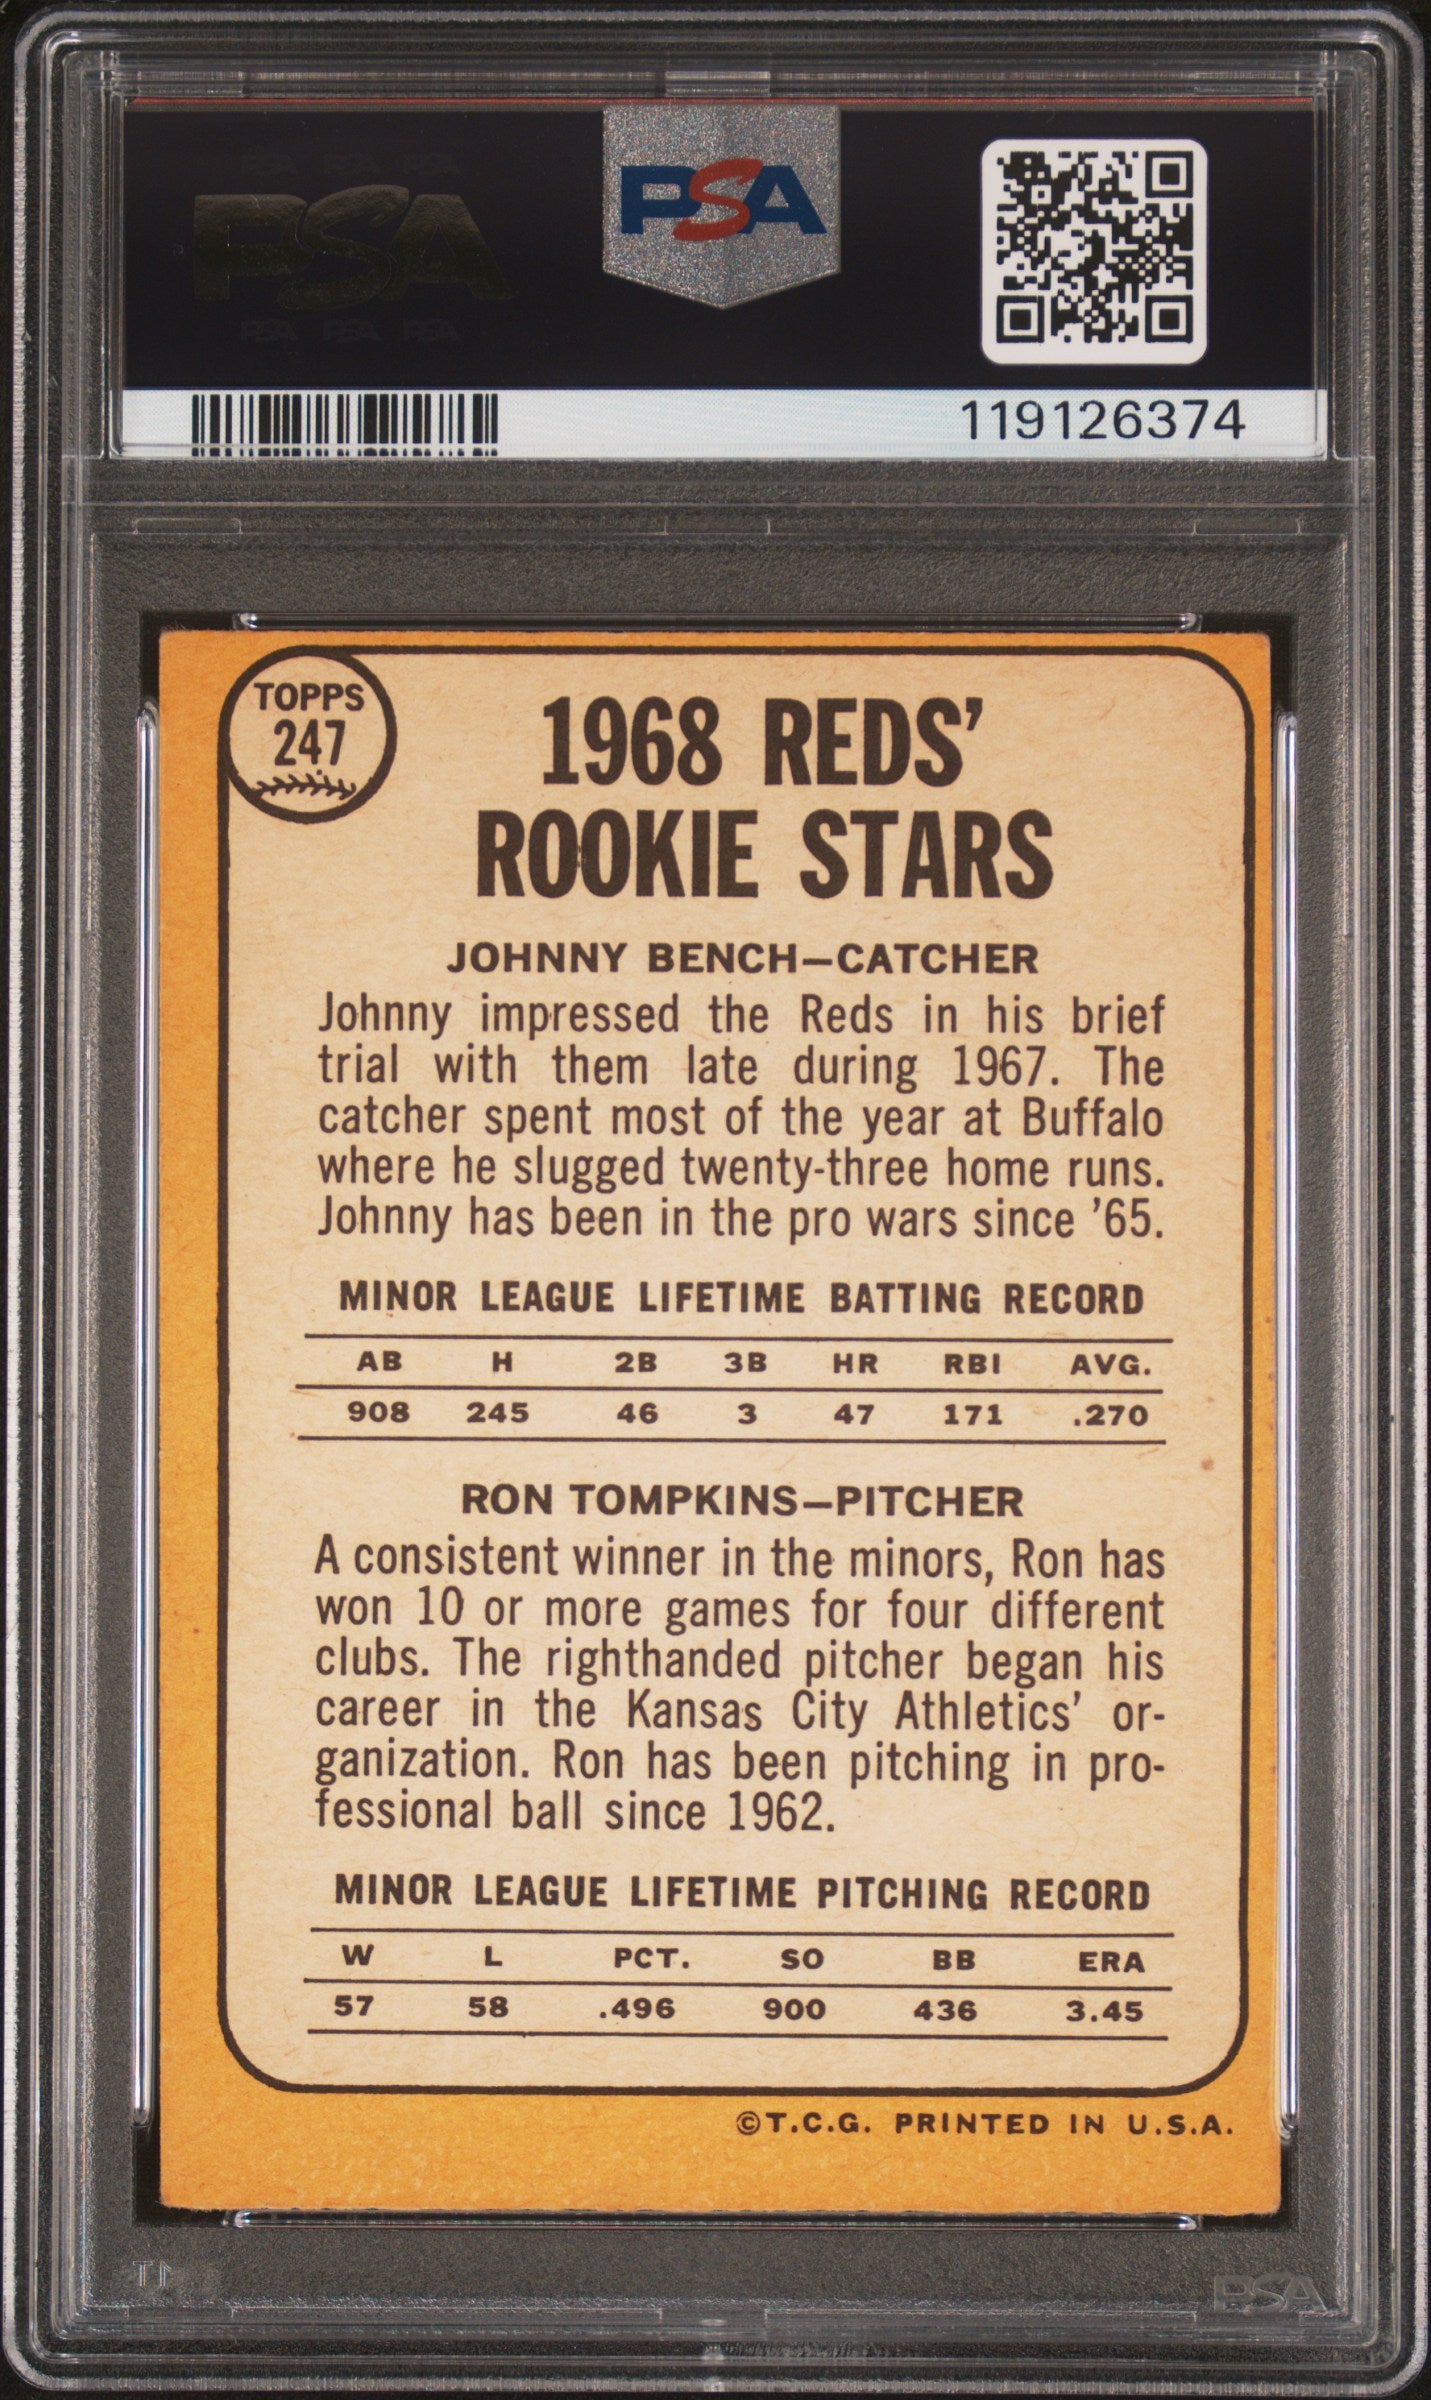 PSA
PSA
119126374
TOPPS
247
1968 REDS'
ROOKIE STARS
JOHNNY BENCH—CATCHER
Johnny impressed the Reds in his brief
trial with them late during 1967. The
catcher spent most of the year at Buffalo
where he slugged twenty-three home runs.
Johnny has been in the pro wars since '65.
MINOR LEAGUE LIFETIME BATTING RECORD
AB H 2B 3B HR RBI AVG.
908 245 46 3 47 171 .270
RON TOMPKINS—PITCHER
A consistent winner in the minors, Ron has
won 10 or more games for four different
clubs. The righthanded pitcher began his
career in the Kansas City Athletics' or-
ganization. Ron has been pitching in pro-
fessional ball since 1962.
MINOR LEAGUE LIFETIME PITCHING RECORD
W L PCT. SO BB ERA
57 58 .496 900 436 3.45
©T.C.G. PRINTED IN U.S.A.
PSA